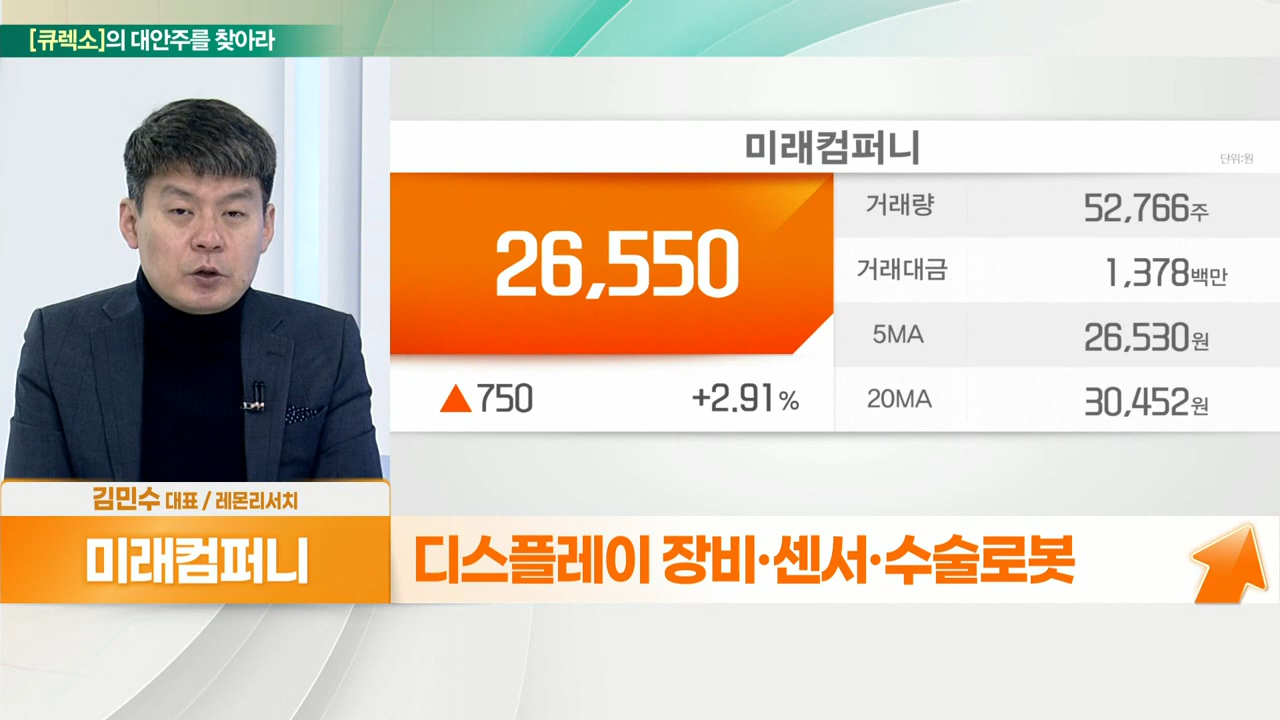 [큐렉소]의 대안주를 찾아라
미래컴퍼니
단위:원
26,550
▲750 +2.91%
거래량 52,766주
거래대금 1,378백만
5MA 26,530원
20MA 30,452원
김민수 대표 / 레몬리서치
미래컴퍼니
디스플레이 장비·센서·수술로봇